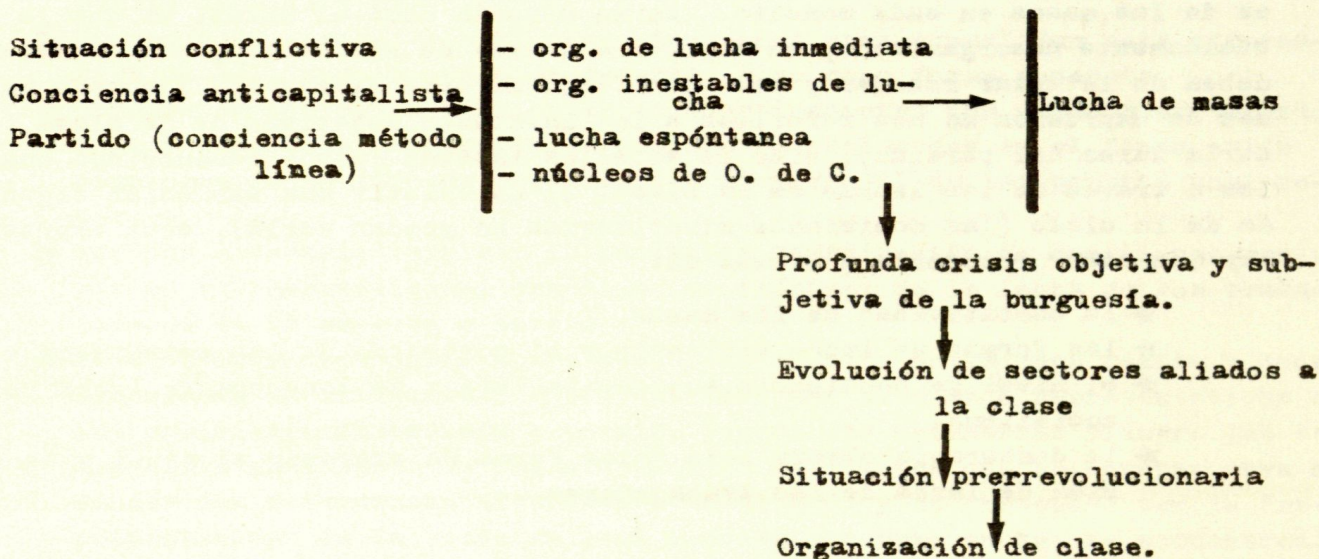 Situación conflictiva
Conciencia anticapitalista
Partido (conciencia método
línea)
- org. de lucha inmediata
- org. inestables de lu-
cha
- lucha espóntanea
- núcleos de O. de C.
Lucha de masas
Profunda crisis objetiva y sub-
jetiva de la burguesía.
Evolución de sectores aliados a
la clase
Situación prerrevolucionaria
Organización de clase.